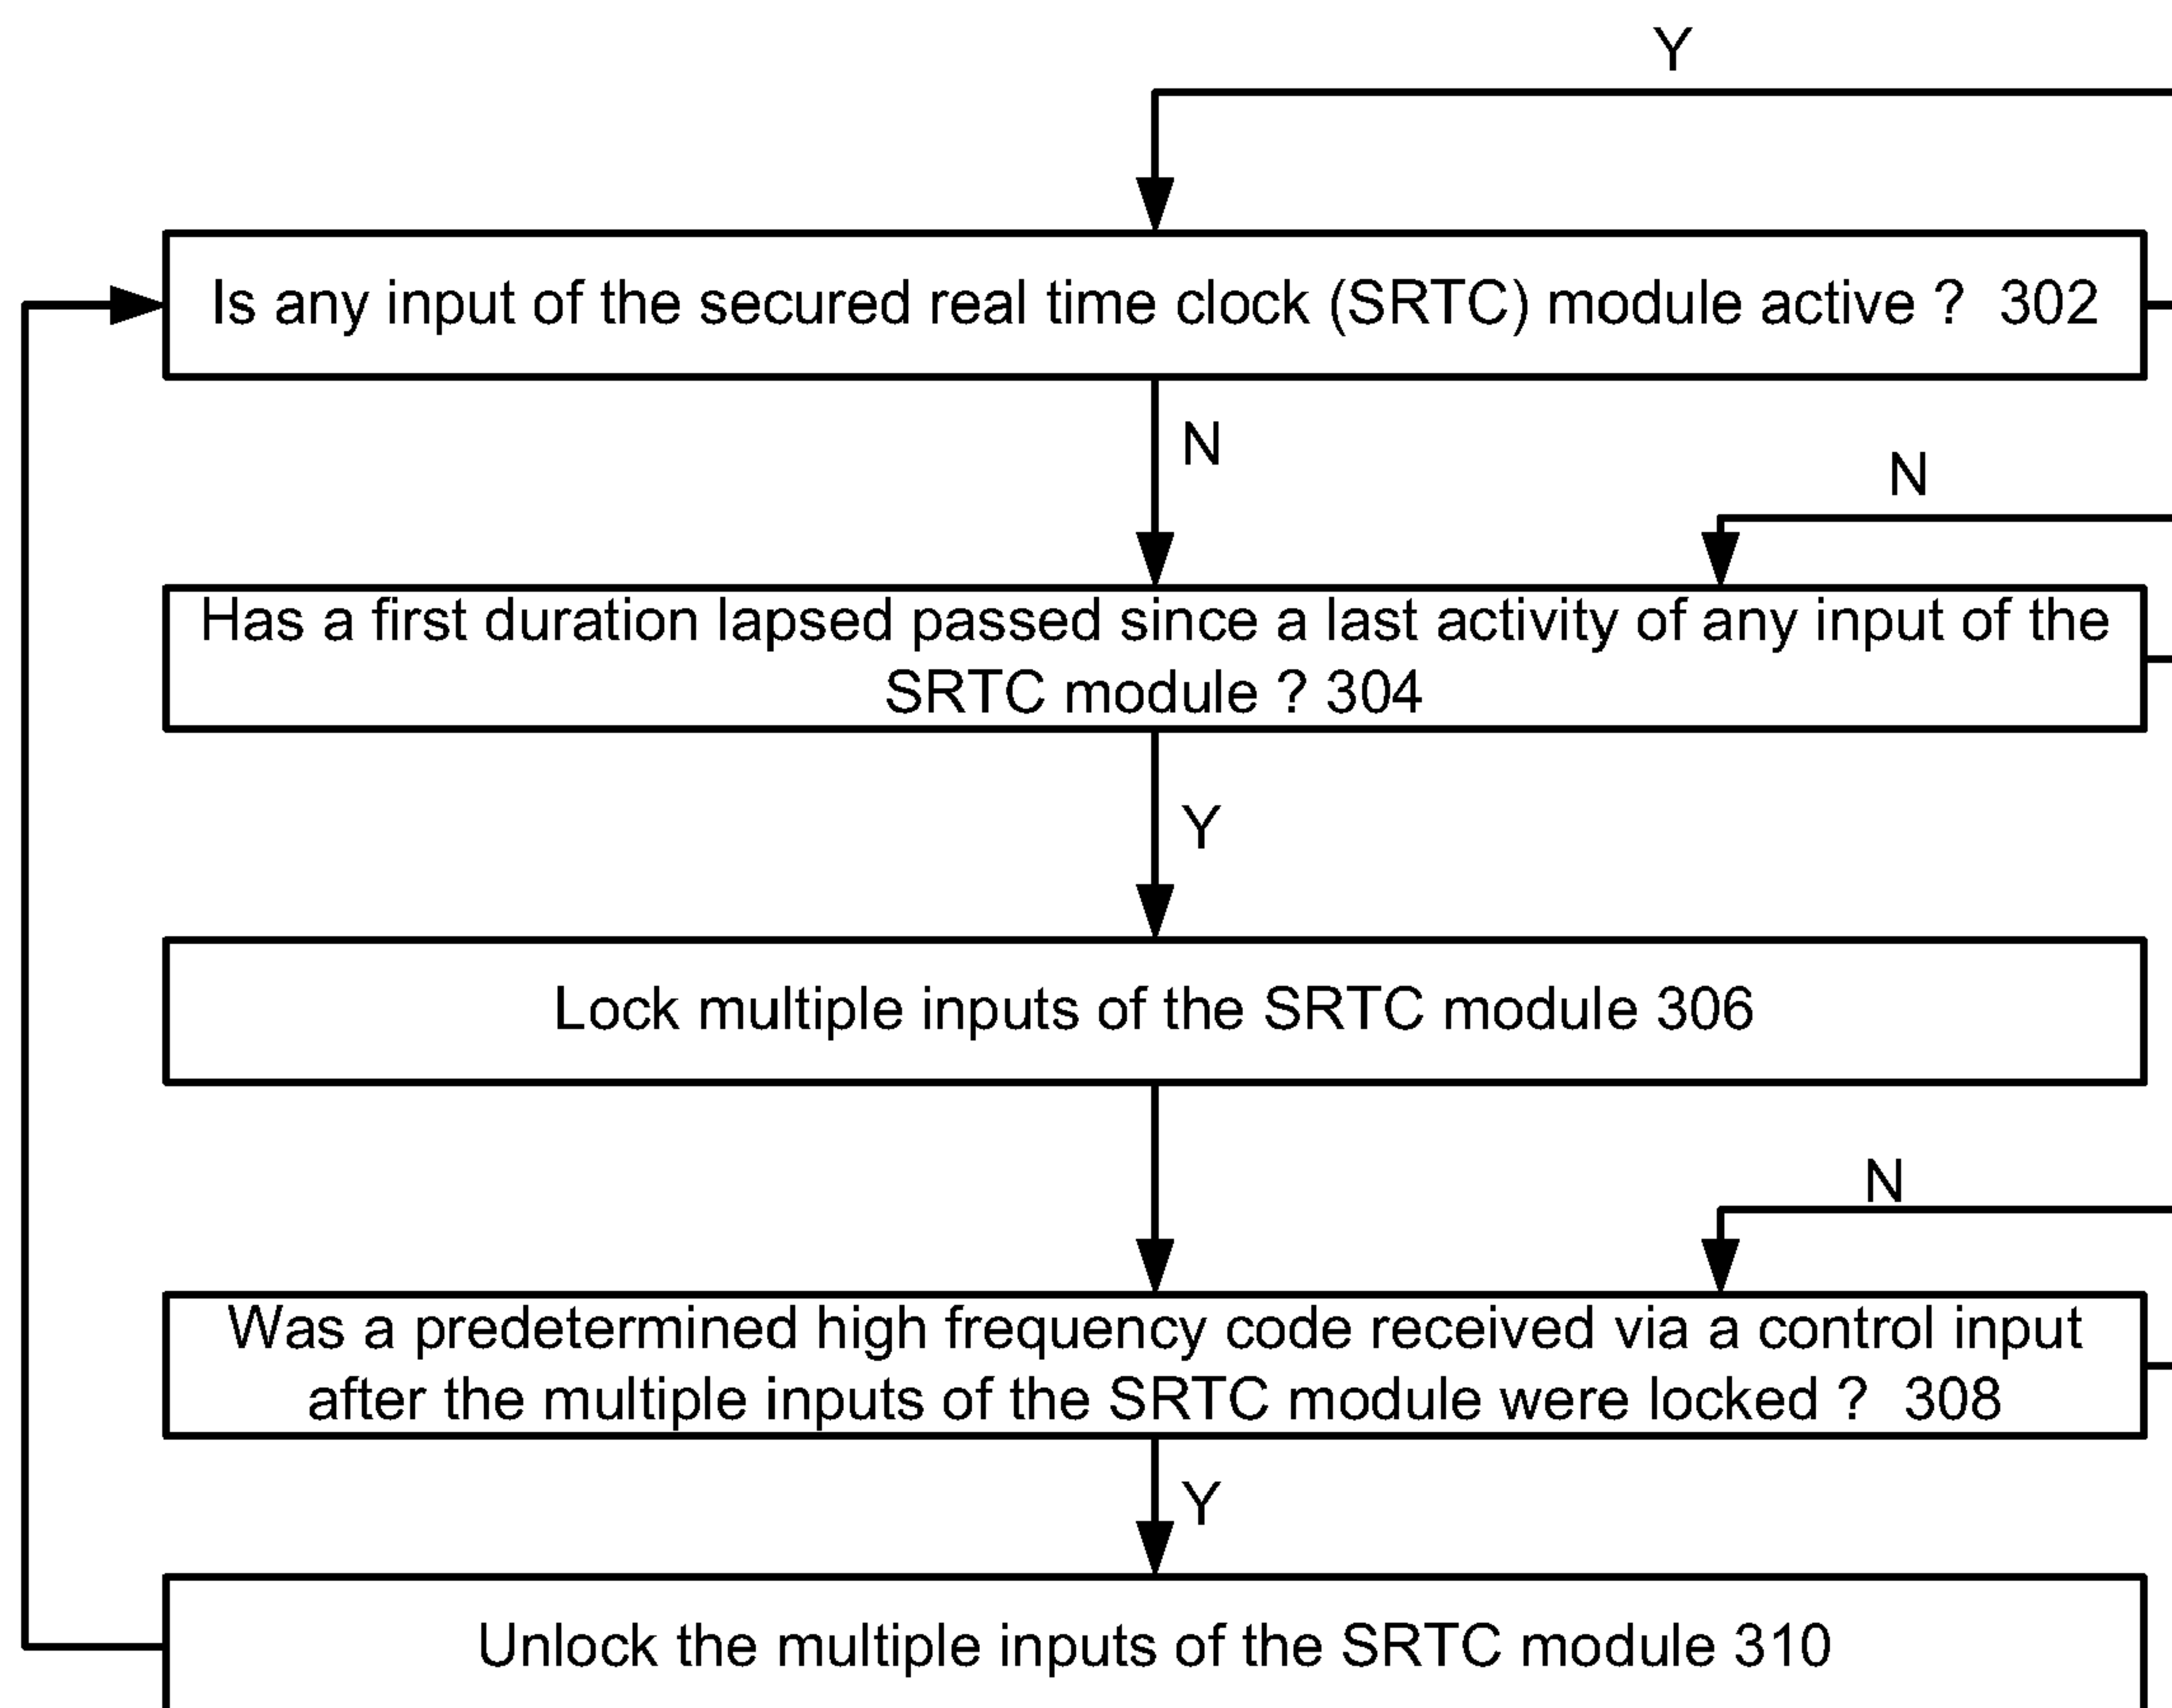 Y
Is any input of the secured real time clock (SRTC) module active ? 302
N
N
Has a first duration lapsed passed since a last activity of any input of the
SRTC module ? 304
Y
Lock multiple inputs of the SRTC module 306
N
Was a predetermined high frequency code received via a control input
after the multiple inputs of the SRTC module were locked ? 308
Y
Unlock the multiple inputs of the SRTC module 310